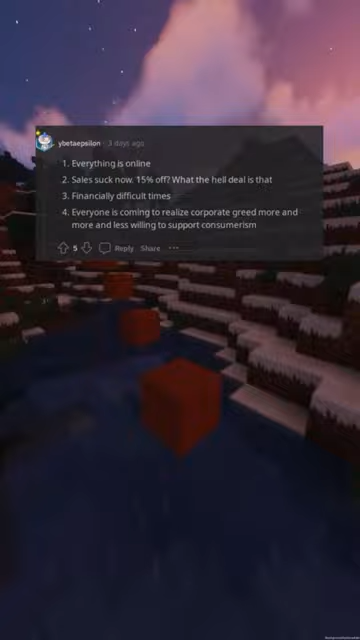 ybetaepsilon · 3 days ago
1. Everything is online
2. Sales suck now. 15% off? What the hell deal is that
3. Financially difficult times
4. Everyone is coming to realize corporate greed more and
more and less willing to support consumerism
5 Reply Share ···